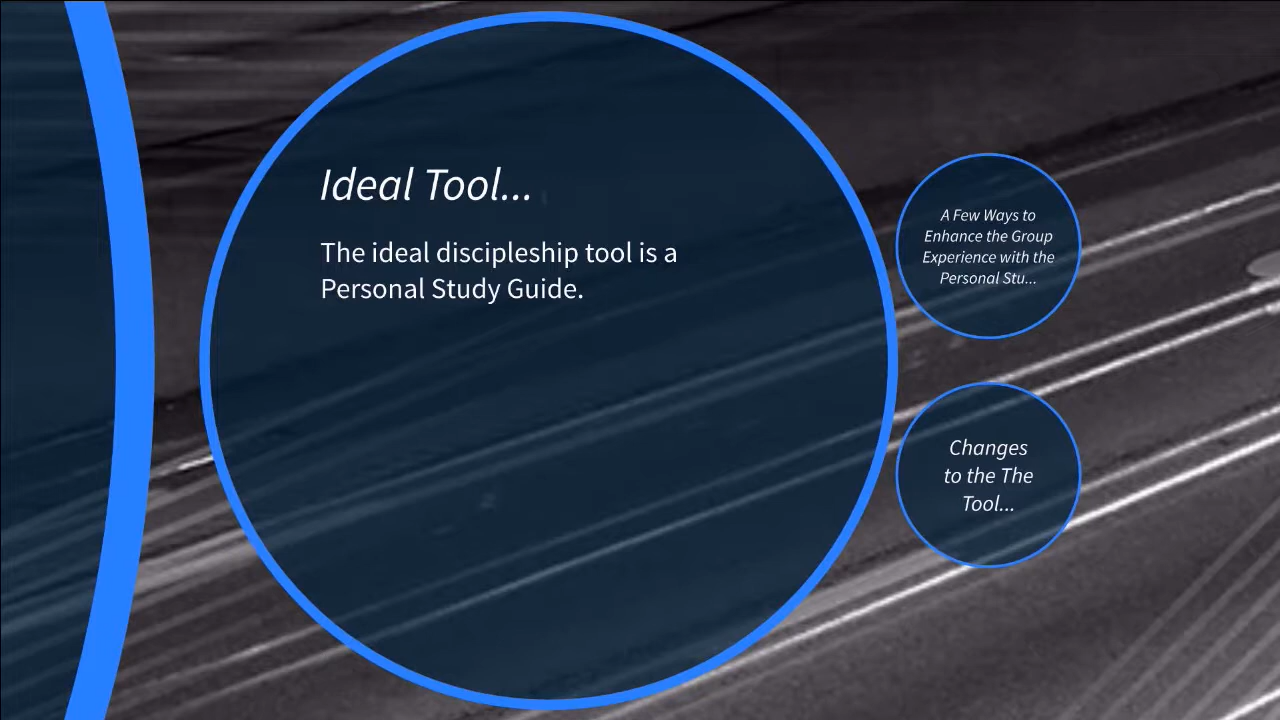 Ideal Tool...
The ideal discipleship tool is a
Personal Study Guide.
A Few Ways to
Enhance the Group
Experience with the
Personal Stu...
Changes
to the The
Tool...